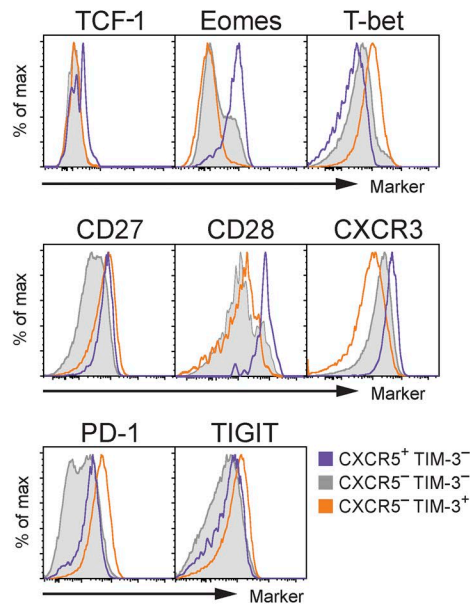 TCF-1 Eomes T-bet
% of max
Marker
CD27 CD28 CXCR3
% of max
Marker
PD-1 TIGIT
% of max
CXCR5⁺ TIM-3⁻
CXCR5⁻ TIM-3⁻
CXCR5⁻ TIM-3⁺
Marker